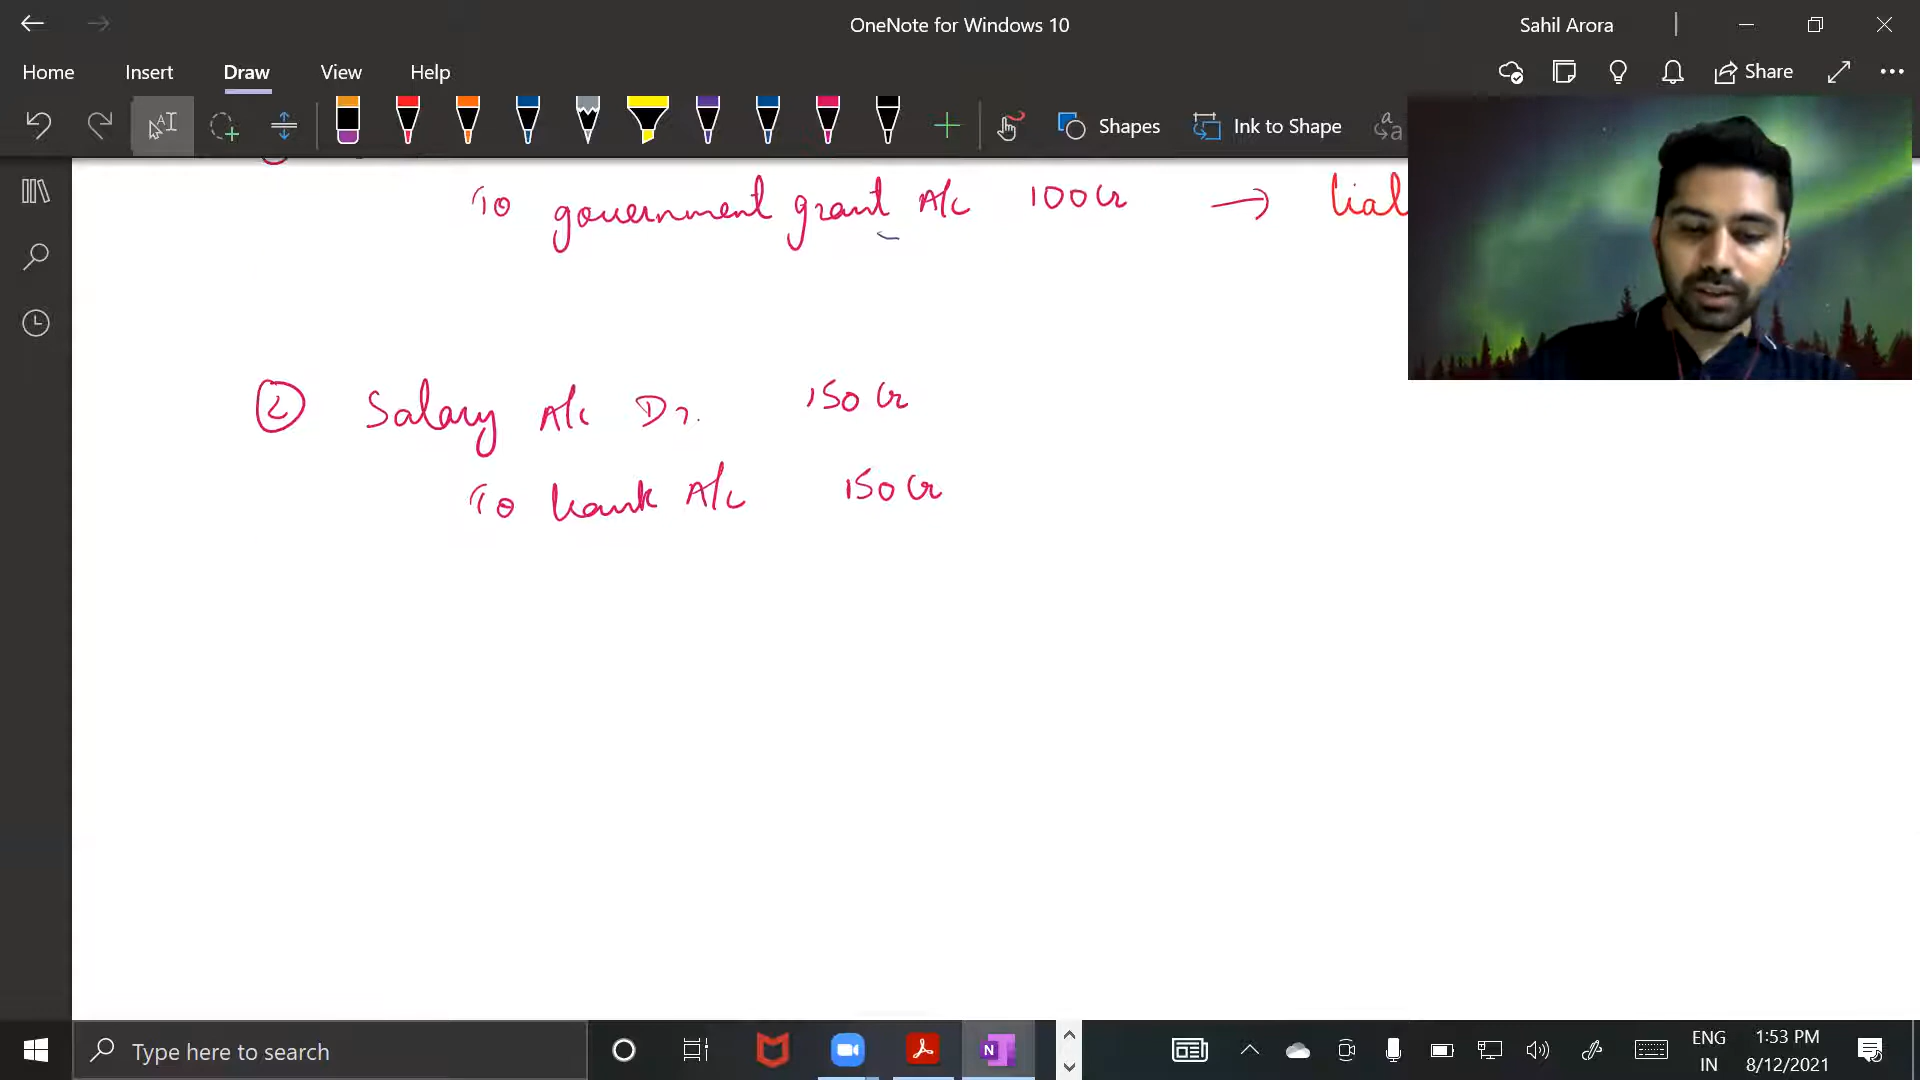 OneNote for Windows 10
Sahil Arora
Home Insert Draw View Help
Share
Shapes
Ink to Shape
To government grant A/c 100 Cr →
② Salary A/c Dr. 150 Cr
To bank A/c 150 Cr
Type here to search
ENG
IN
1:53 PM
8/12/2021